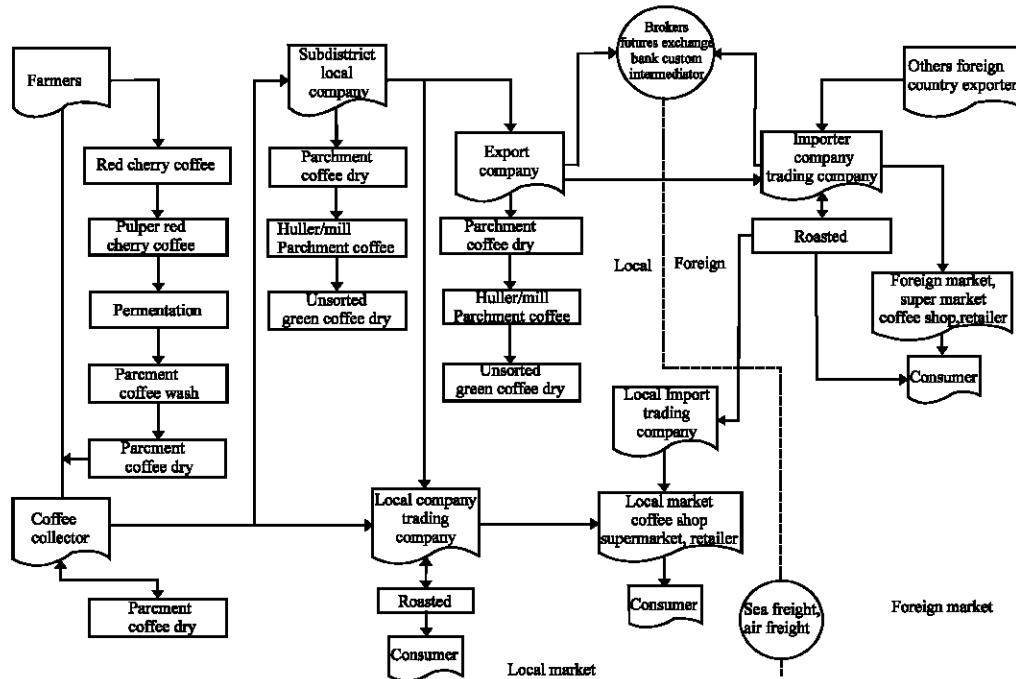 Farmers
Red cherry coffee
Pulper red
cherry coffee
Permentation
Parcment
coffee wash
Parcment
coffee dry
Coffee
collector
Parcment
coffee dry
Subdisttrict
local
company
Parchment
coffee dry
Huller/mill
Parchment coffee
Unsorted
green coffee dry
Export
company
Parchment
coffee dry
Huller/mill
Parchment coffee
Unsorted
green coffee dry
Local company
trading
company
Roasted
Consumer
Brokers
futures exchange
bank custom
intermediator
Local
Foreign
Others foreign
country exporter
Importer
company
trading company
Roasted
Foreign market,
super market
coffee shop,retailer
Consumer
Local Import
trading
company
Local market
coffee shop
supermarket, retailer
Consumer
Sea freight,
air freight
Local market
Foreign market